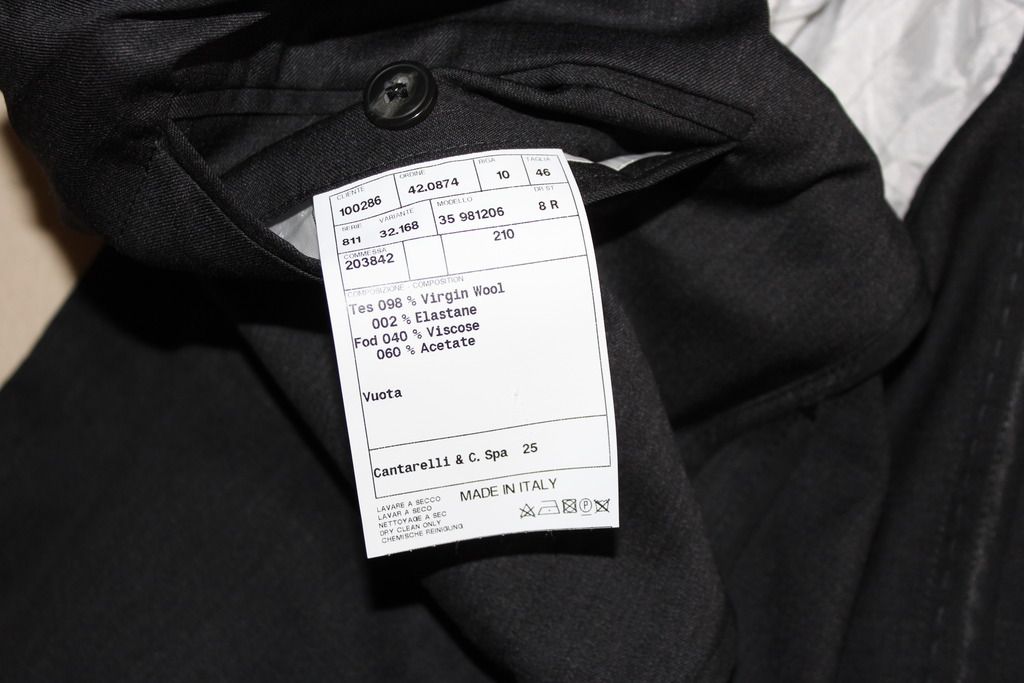 CLIENTE ORDINE RIGA TAGLIA
100286 42.0874 10 46
SERIE VARIANTE MODELLO DR ST
811 32.168 35 981206 8 R
COMMESSA
203842 210
COMPOSIZIONE - COMPOSITION
Tes 098 % Virgin Wool
002 % Elastane
Fod 040 % Viscose
060 % Acetate
Vuota
Cantarelli & C. Spa 25
MADE IN ITALY
LAVARE A SECCO
LAVAR A SECO
NETTOYAGE A SEC
DRY CLEAN ONLY
CHEMISCHE REINIGUNG
P